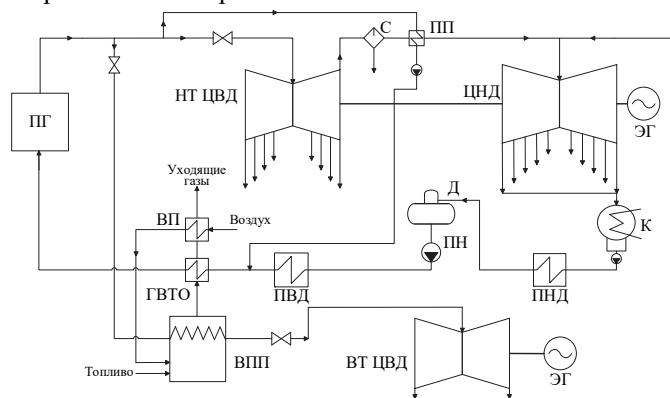 С
ПП
НТ ЦВД
ЦНД
ПГ
ЭГ
Уходящие
газы
ВП
Воздух
Д
К
ПН
ГВТО
ПВД
ПНД
Топливо
ВПП
ВТ ЦВД
ЭГ